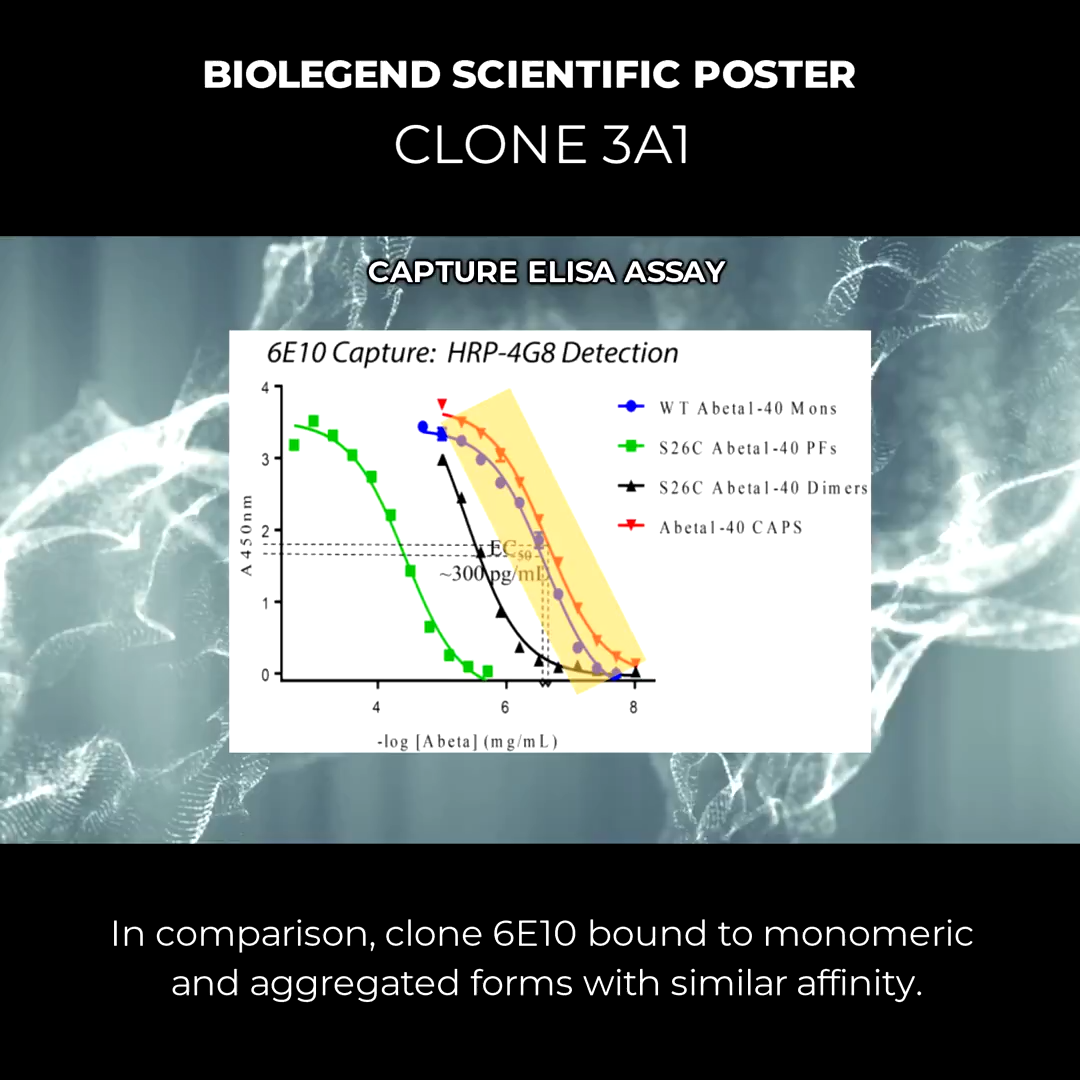 BIOLEGEND SCIENTIFIC POSTER
CLONE 3A1
CAPTURE ELISA ASSAY
6E10 Capture: HRP-4G8 Detection
4
3
2
1
0
A450nm
EC50
~300 pg/mL
4
6
8
-log [Abeta] (mg/mL)
WT Abeta1-40 Mons
S26C Abeta1-40 PFs
S26C Abeta1-40 Dimers
Abeta1-40 CAPS
In comparison, clone 6E10 bound to monomeric
and aggregated forms with similar affinity.